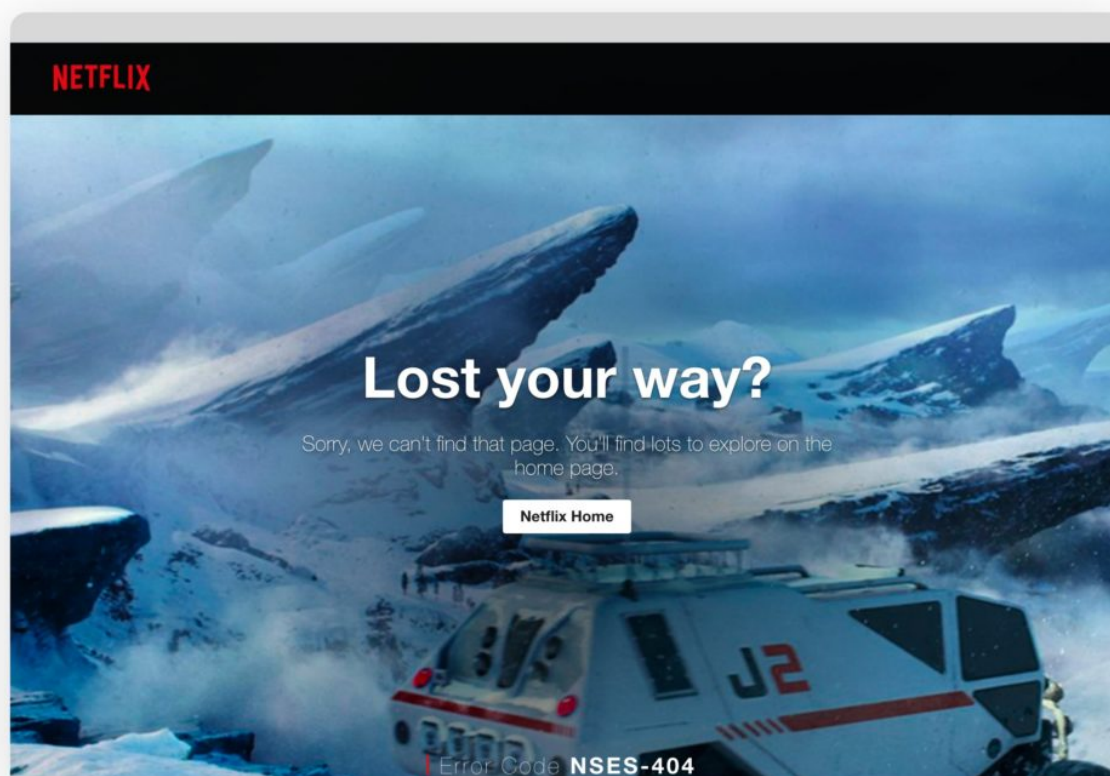 NETFLIX
Lost your way?
Sorry, we can't find that page. You'll find lots to explore on the
home page.
Netflix Home
J2
Error Code NSES-404